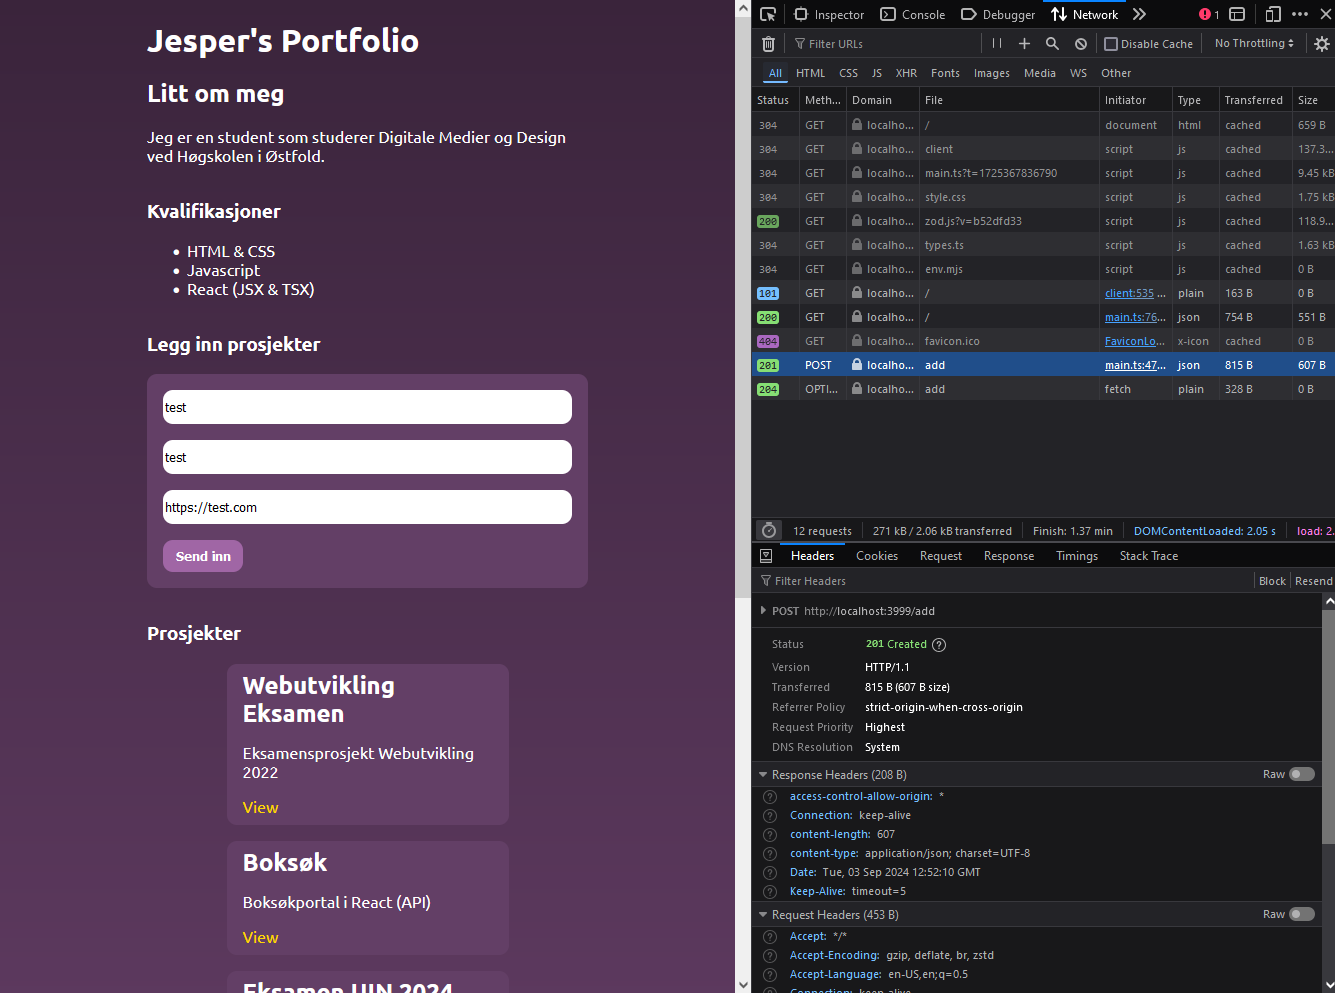 Jesper's Portfolio
Litt om meg
Jeg er en student som studerer Digitale Medier og Design
ved Høgskolen i Østfold.
Kvalifikasjoner
HTML & CSS
Javascript
React (JSX & TSX)
Legg inn prosjekter
test
test
https://test.com
Send inn
Prosjekter
Webutvikling
Eksamen
Eksamensprosjekt Webutvikling
2022
View
Boksøk
Boksøkportal i React (API)
View
Eksamen UIN 2024
Inspector Console Debugger Network 1
Filter URLs Disable Cache No Throttling
All HTML CSS JS XHR Fonts Images Media WS Other
Status Meth... Domain File Initiator Type Transferred Size
304 GET localho... / document html cached 659 B
304 GET localho... client script js cached 137.3...
304 GET localho... main.ts?t=1725367836790 script js cached 9.45 kB
304 GET localho... style.css script js cached 1.75 kB
200 GET localho... zod.js?v=b52dfd33 script js cached 118.9...
304 GET localho... types.ts script js cached 1.63 kB
304 GET localho... env.mjs script js cached 0 B
101 GET localho... / client:535 ... plain 163 B 0 B
200 GET localho... / main.ts:76... json 754 B 551 B
404 GET localho... favicon.ico FaviconLo... x-icon cached 0 B
201 POST localho... add main.ts:47... json 815 B 607 B
204 OPTI... localho... add fetch plain 328 B 0 B
12 requests 271 kB / 2.06 kB transferred Finish: 1.37 min DOMContentLoaded: 2.05 s load: 2.
Headers Cookies Request Response Timings Stack Trace
Filter Headers Block Resend
POST http://localhost:3999/add
Status 201 Created
Version HTTP/1.1
Transferred 815 B (607 B size)
Referrer Policy strict-origin-when-cross-origin
Request Priority Highest
DNS Resolution System
Response Headers (208 B) Raw
access-control-allow-origin: *
Connection: keep-alive
content-length: 607
content-type: application/json; charset=UTF-8
Date: Tue, 03 Sep 2024 12:52:10 GMT
Keep-Alive: timeout=5
Request Headers (453 B) Raw
Accept: */*
Accept-Encoding: gzip, deflate, br, zstd
Accept-Language: en-US,en;q=0.5
Connection: keep-alive